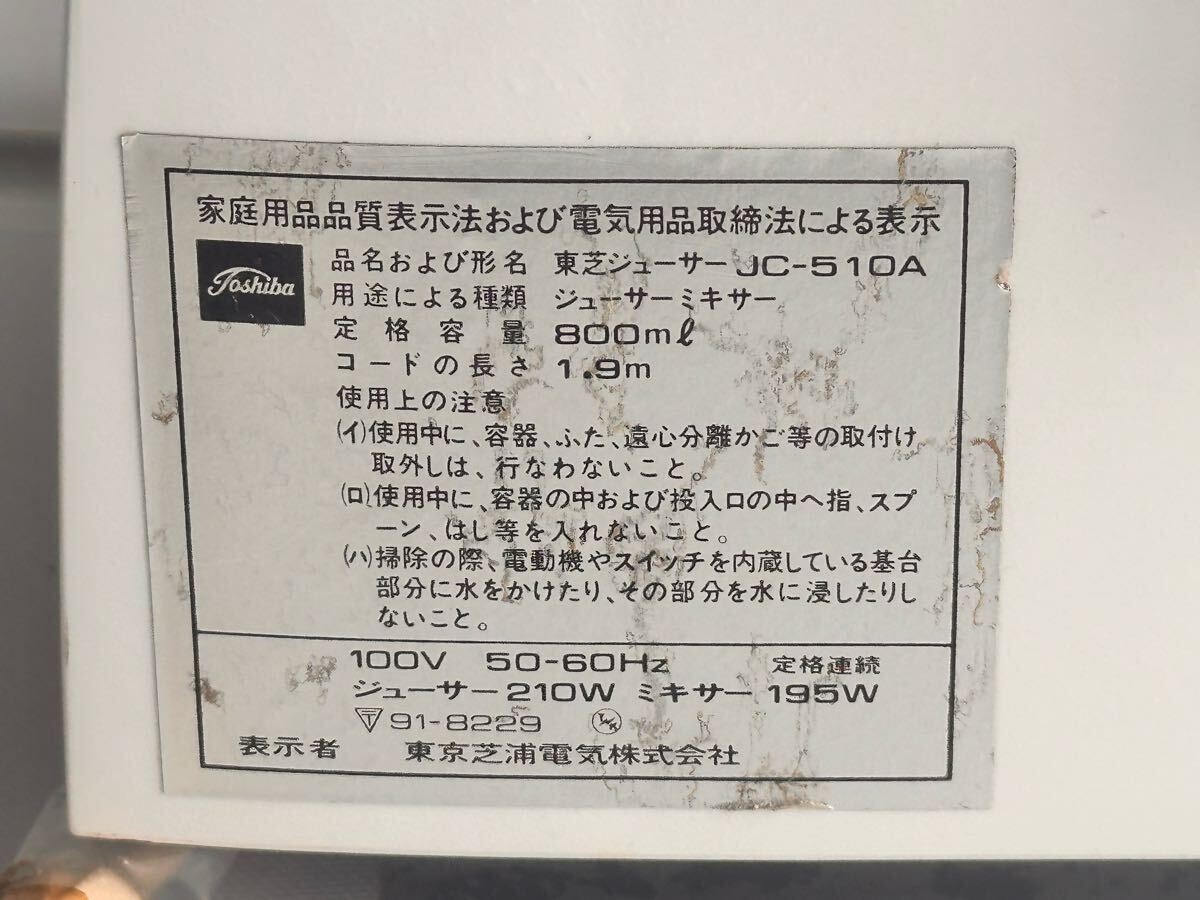 家庭用品品質表示法および電気用品取締法による表示
Toshiba
品名および形名 東芝ジューサー JC-510A
用途による種類 ジューサーミキサー
定格容量 800mℓ
コードの長さ 1.9m
使用上の注意
(イ)使用中に、容器、ふた、遠心分離かご等の取付け
取外しは、行なわないこと。
(ロ)使用中に、容器の中および投入口の中へ指、スプ
ーン、はし等を入れないこと。
(ハ)掃除の際、電動機やスイッチを内蔵している基台
部分に水をかけたり、その部分を水に浸したりし
ないこと。
100V 50-60Hz 定格連続
ジューサー 210W ミキサー 195W
〒 91-8229
表示者 東京芝浦電気株式会社